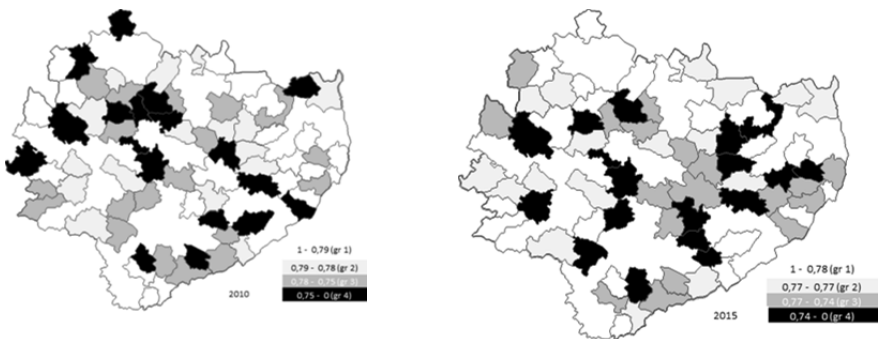 1 - 0,79 (gr 1)
0,79 - 0,78 (gr 2)
0,78 - 0,75 (gr 3)
0,75 - 0 (gr 4)
2010
1 - 0,78 (gr 1)
0,77 - 0,77 (gr 2)
0,77 - 0,74 (gr 3)
0,74 - 0 (gr 4)
2015